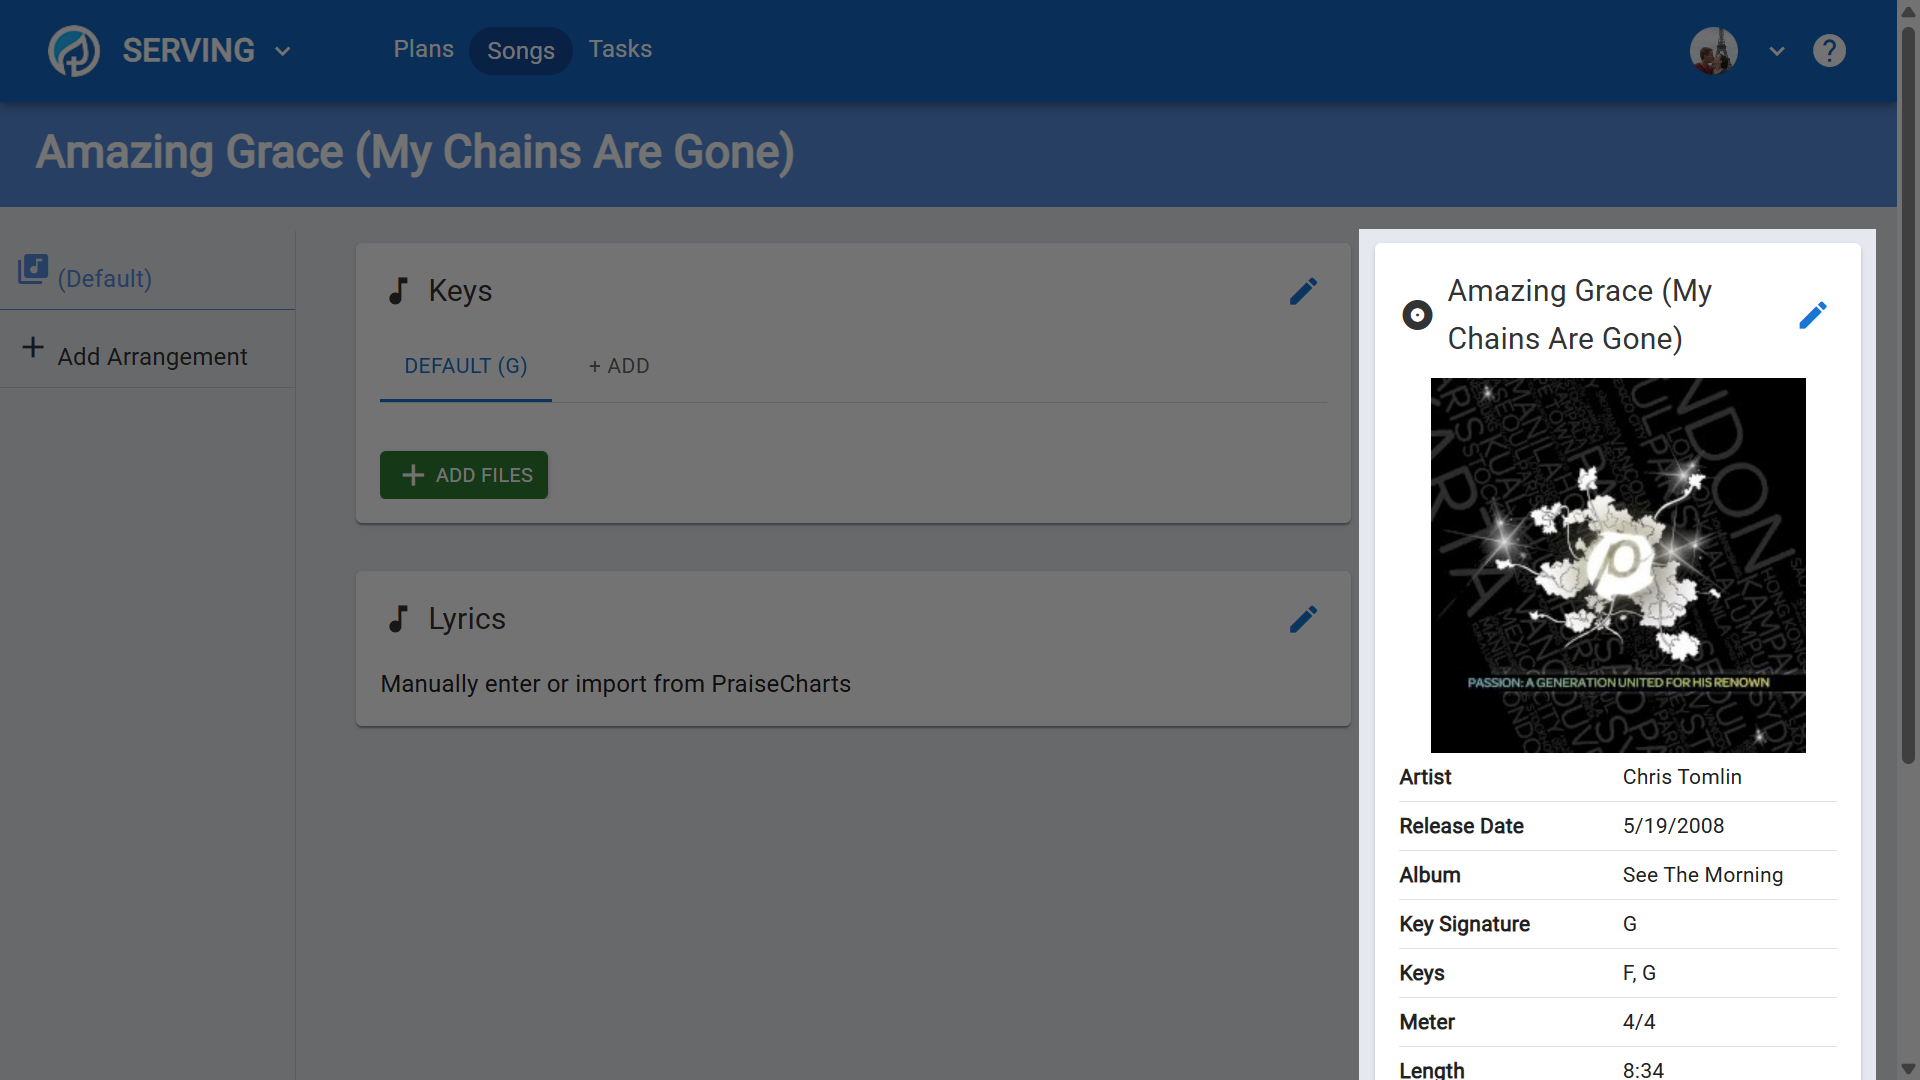 SERVING
Plans
Songs
Tasks
Amazing Grace (My Chains Are Gone)
(Default)
Add Arrangement
Keys
DEFAULT (G)
+ ADD
ADD FILES
Lyrics
Manually enter or import from PraiseCharts
Amazing Grace (My
Chains Are Gone)
PASSION: A GENERATION UNITED FOR HIS RENOWN
Artist Chris Tomlin
Release Date 5/19/2008
Album See The Morning
Key Signature G
Keys F, G
Meter 4/4
Length 8:34